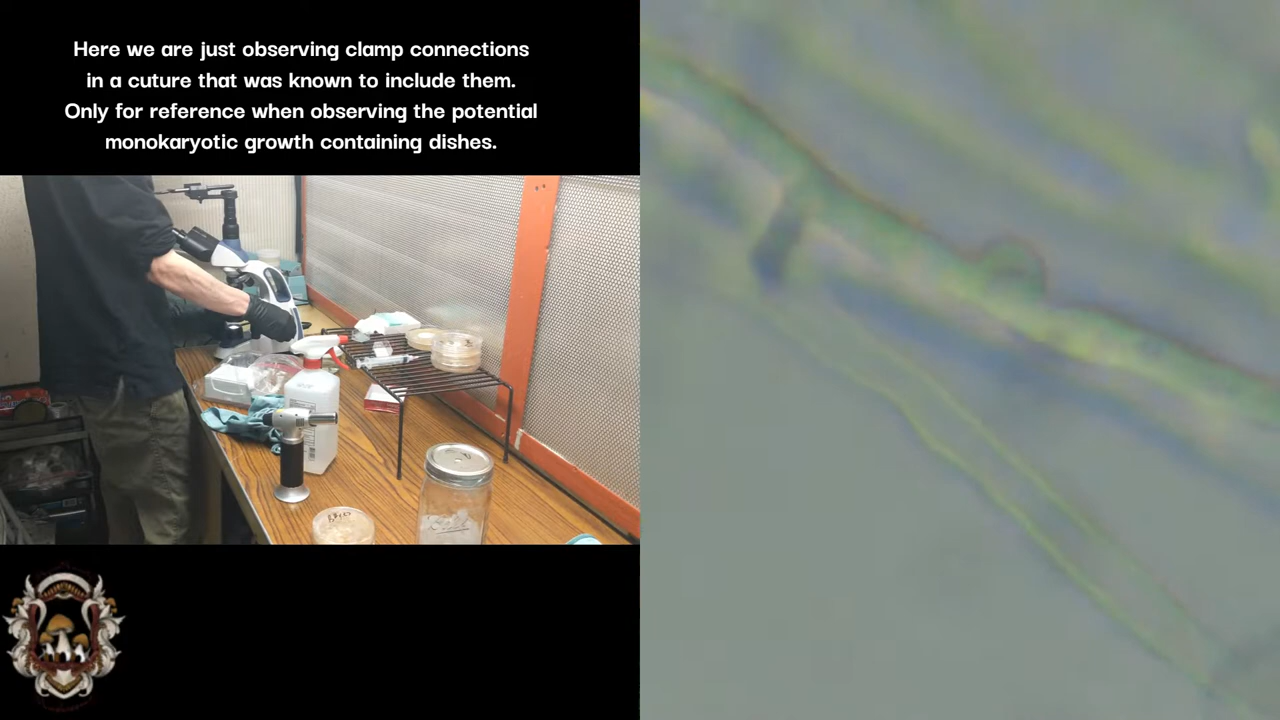 Here we are just observing clamp connections
in a cuture that was known to include them.
Only for reference when observing the potential
monokaryotic growth containing dishes.